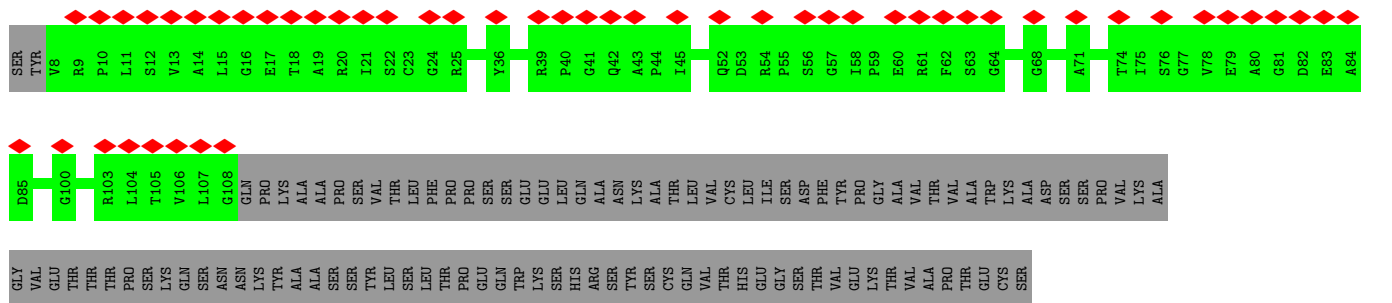 SER TYR V8 R9 P10 L11 S12 V13 A14 L15 G16 E17 T18 A19 R20 I21 S22 C23 G24 R25 Y36 R39 P40 G41 Q42 A43 P44 I45 Q52 D53 R54 P55 S56 G57 I58 P59 E60 R61 F62 S63 G64 G68 A71 T74 I75 S76 G77 V78 E79 A80 G81 D82 E83 A84
D85 G100 R103 L104 T105 V106 L107 G108 GLN PRO LYS ALA ALA PRO SER VAL THR LEU PHE PRO PRO SER SER GLU GLU LEU GLN ALA ASN LYS ALA THR LEU VAL CYS LEU ILE SER ASP PHE TYR PRO GLY ALA VAL THR VAL ALA TRP LYS ALA ASP SER SER PRO VAL LYS ALA
GLY VAL GLU THR THR THR PRO SER LYS GLN SER ASN ASN LYS TYR ALA ALA SER SER TYR LEU SER LEU THR PRO GLU GLN TRP LYS SER HIS ARG SER TYR SER CYS GLN VAL THR HIS GLU GLY SER THR VAL GLU LYS THR VAL ALA PRO THR GLU CYS SER